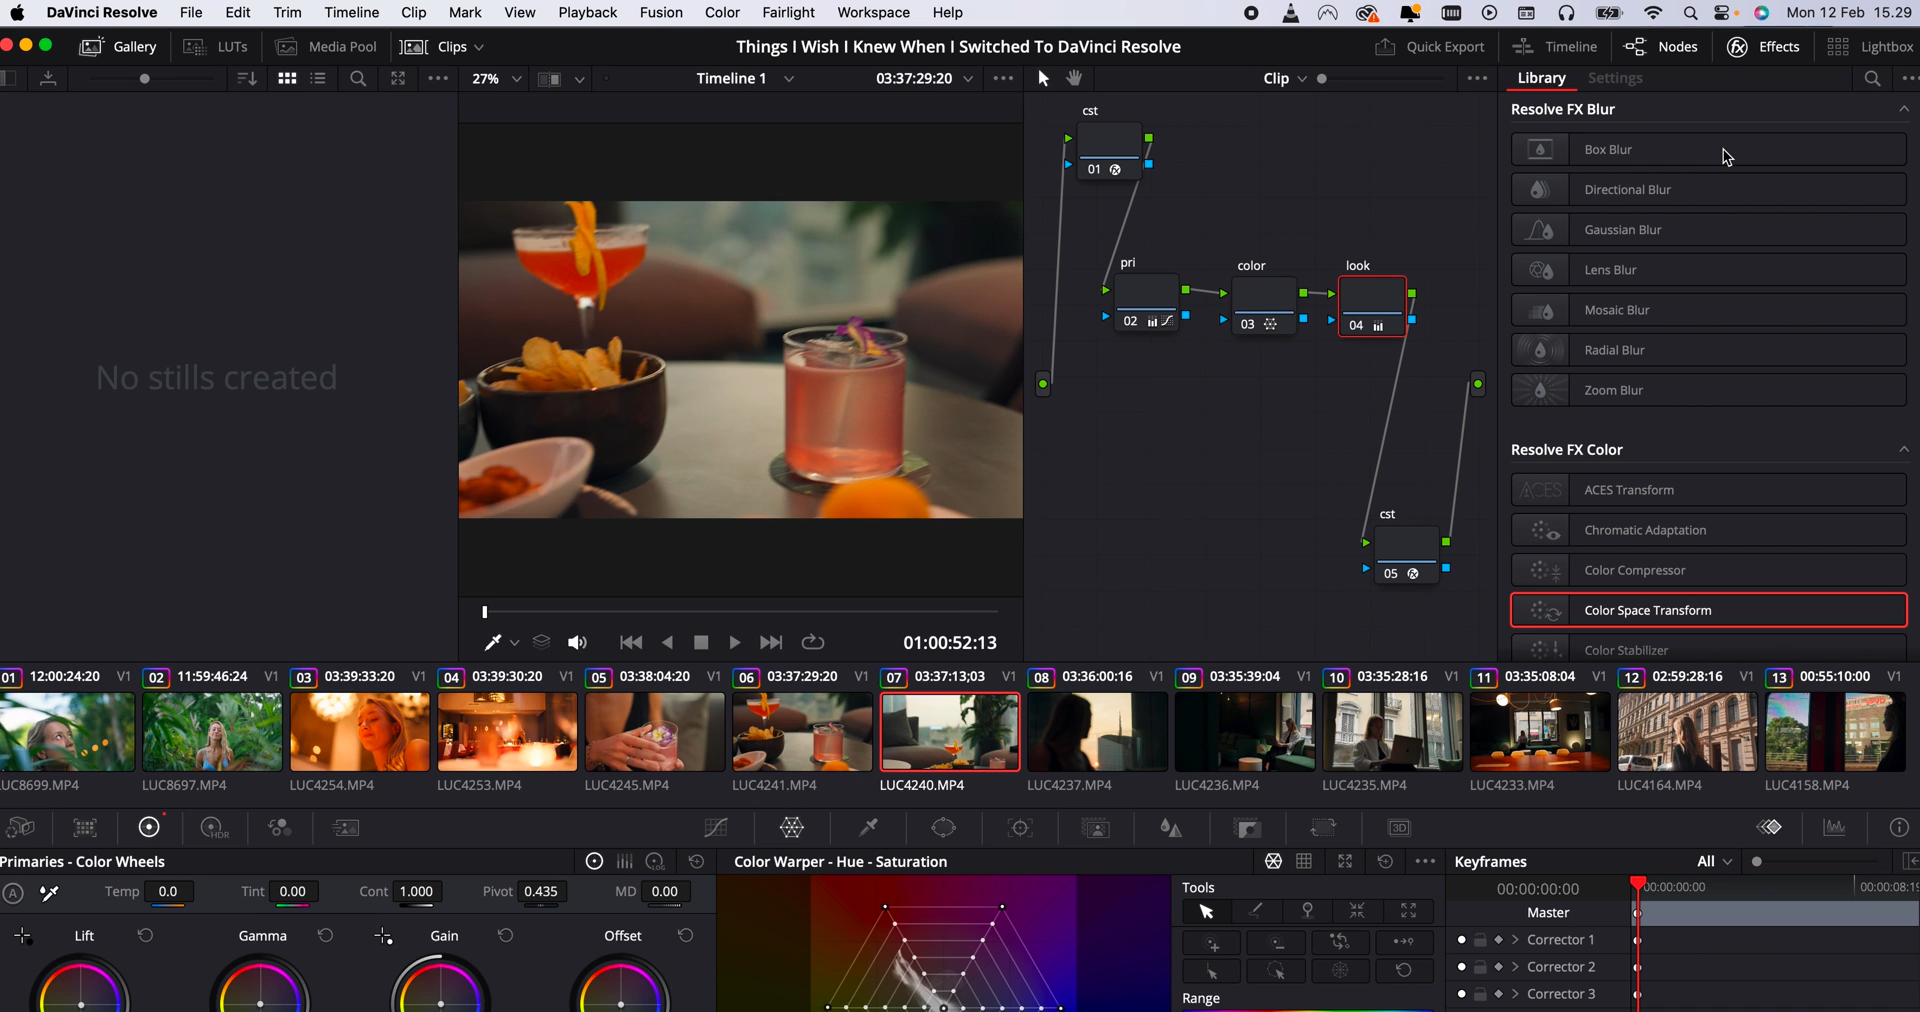 DaVinci Resolve File Edit Trim Timeline Clip Mark View Playback Fusion Color Fairlight Workspace Help Mon 12 Feb 15.29
Gallery LUTs Media Pool Clips Things I Wish I Knew When I Switched To DaVinci Resolve Quick Export Timeline Nodes Effects Lightbox
27% Timeline 1 03:37:29:20 Clip Library Settings
Resolve FX Blur
Box Blur
Directional Blur
Gaussian Blur
Lens Blur
Mosaic Blur
Radial Blur
Zoom Blur
Resolve FX Color
ACES ACES Transform
Chromatic Adaptation
Color Compressor
Color Space Transform
Color Stabilizer
No stills created
cst
01
pri
02
color
03
look
04
cst
05
01:00:52:13
01 12:00:24:20 V1 02 11:59:46:24 V1 03 03:39:33:20 V1 04 03:39:30:20 V1 05 03:38:04:20 V1 06 03:37:29:20 V1 07 03:37:13;03 V1 08 03:36:00:16 V1 09 03:35:39:04 V1 10 03:35:28:16 V1 11 03:35:08:04 V1 12 02:59:28:16 V1 13 00:55:10:00 V1
LUC8699.MP4 LUC8697.MP4 LUC4254.MP4 LUC4253.MP4 LUC4245.MP4 LUC4241.MP4 LUC4240.MP4 LUC4237.MP4 LUC4236.MP4 LUC4235.MP4 LUC4233.MP4 LUC4164.MP4 LUC4158.MP4
HDR 3D
Primaries - Color Wheels LOG
A Temp 0.0 Tint 0.00 Cont 1.000 Pivot 0.435 MD 0.00
Lift Gamma Gain Offset
Color Warper - Hue - Saturation
Tools
Range
Keyframes All
00:00:00:00 00:00:00:00 00:00:08:19
Master
Corrector 1
Corrector 2
Corrector 3